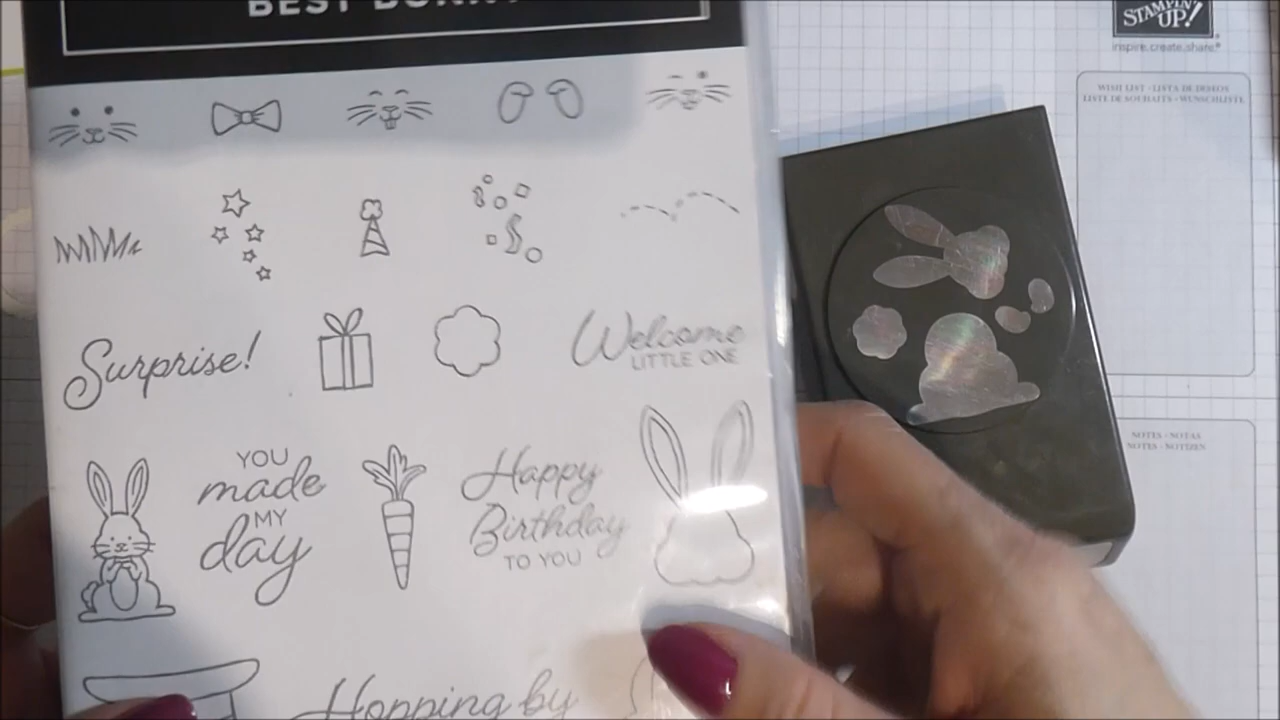 BEST BUNNY
STAMPIN' UP!
inspire.create.share.®
WISH LIST • LISTA DE DESEOS
LISTE DE SOUHAITS • WUNSCHLISTE
Surprise!
Welcome
LITTLE ONE
NOTES • NOTAS
NOTES • NOTIZEN
YOU
made
MY
day
Happy
Birthday
TO YOU
Hopping by